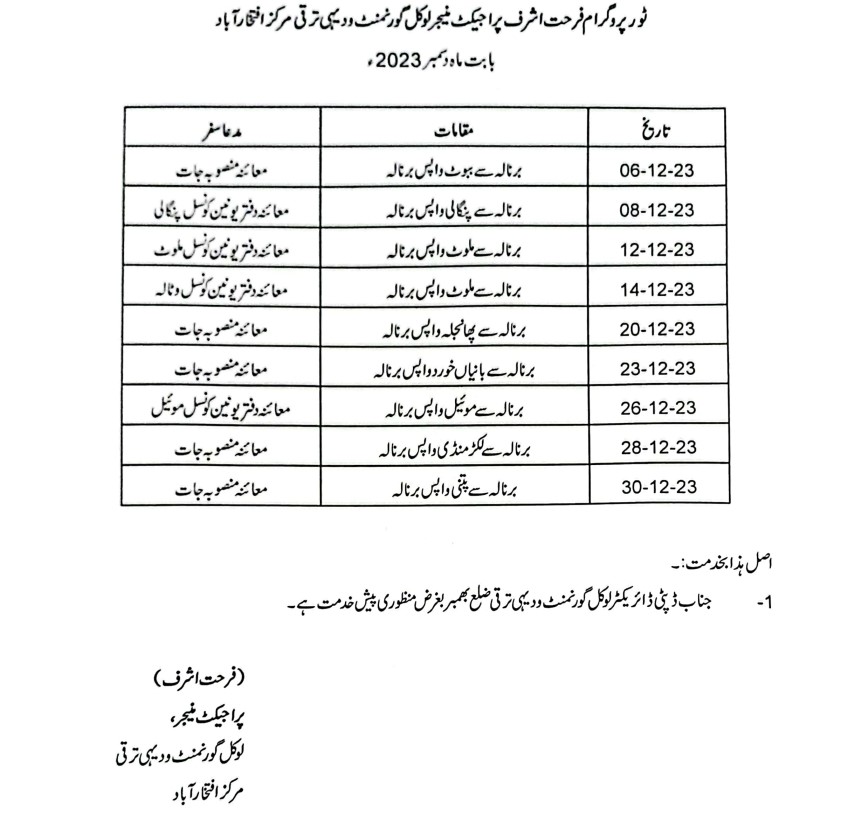 ٹور پروگرام فرحت اشرف پراجیکٹ منیجر لوکل گورنمنٹ و دیہی ترقی مرکز افتخارآباد
بابت ماہ دسمبر 2023ء
تاریخ مقامات مدعا سفر
06-12-23 برنالہ سے ببوٹ واپس برنالہ معائنہ منصوبہ جات
08-12-23 برنالہ سے پنگالی واپس برنالہ معائنہ دفتر یونین کونسل پنگالی
12-12-23 برنالہ سے ملوٹ واپس برنالہ معائنہ دفتر یونین کونسل ملوٹ
14-12-23 برنالہ سے ملوٹ واپس برنالہ معائنہ دفتر یونین کونسل وٹالہ
20-12-23 برنالہ سے پھانجلہ واپس برنالہ معائنہ منصوبہ جات
23-12-23 برنالہ سے بانیاں خورد واپس برنالہ معائنہ منصوبہ جات
26-12-23 برنالہ سے موئیل واپس برنالہ معائنہ دفتر یونین کونسل موئیل
28-12-23 برنالہ سے لکڑ منڈی واپس برنالہ معائنہ منصوبہ جات
30-12-23 برنالہ سے پتنی واپس برنالہ معائنہ منصوبہ جات
اصل ہذا بخدمت:۔
1- جناب ڈپٹی ڈائریکٹر لوکل گورنمنٹ و دیہی ترقی ضلع بھمبر بغرض منظوری پیش خدمت ہے۔
(فرحت اشرف)
پراجیکٹ منیجر،
لوکل گورنمنٹ و دیہی ترقی
مرکز افتخارآباد